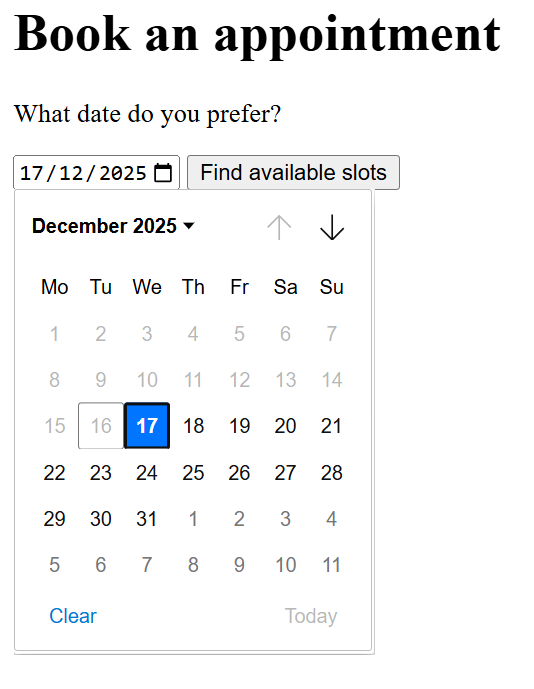 Book an appointment
What date do you prefer?
17/12/2025 Find available slots
December 2025
Mo Tu We Th Fr Sa Su
1 2 3 4 5 6 7
8 9 10 11 12 13 14
15 16 17 18 19 20 21
22 23 24 25 26 27 28
29 30 31 1 2 3 4
5 6 7 8 9 10 11
Clear Today